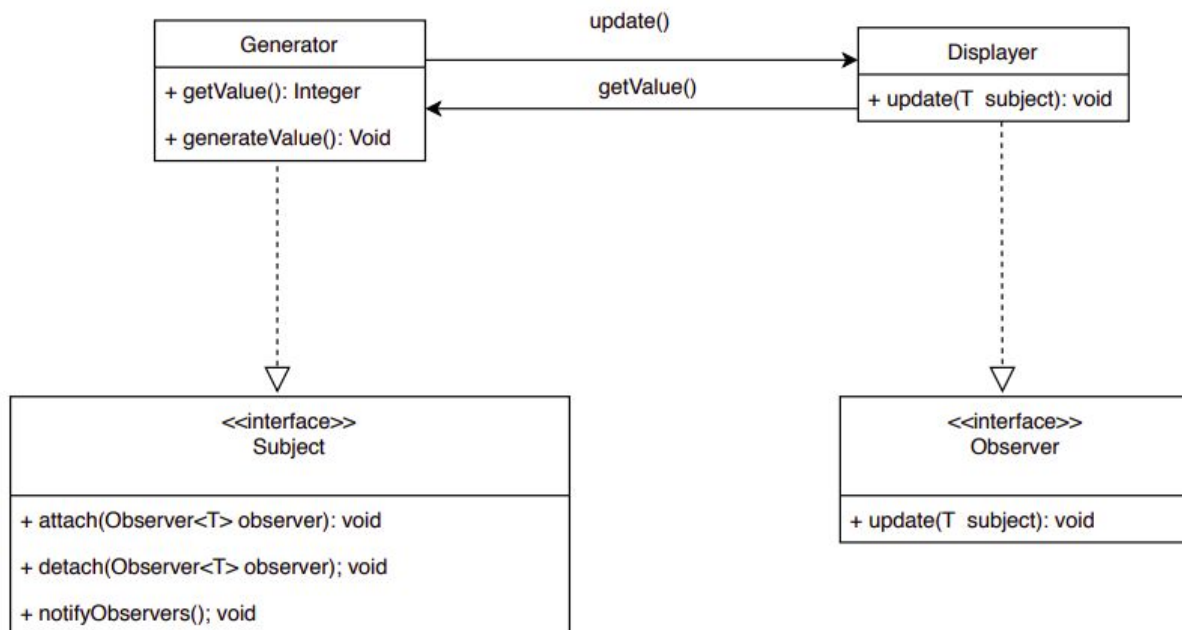 Generator
+ getValue(): Integer
+ generateValue(): Void
update()
getValue()
Displayer
+ update(T subject): void
<<interface>>
Subject
+ attach(Observer<T> observer): void
+ detach(Observer<T> observer); void
+ notifyObservers(); void
<<interface>>
Observer
+ update(T subject): void